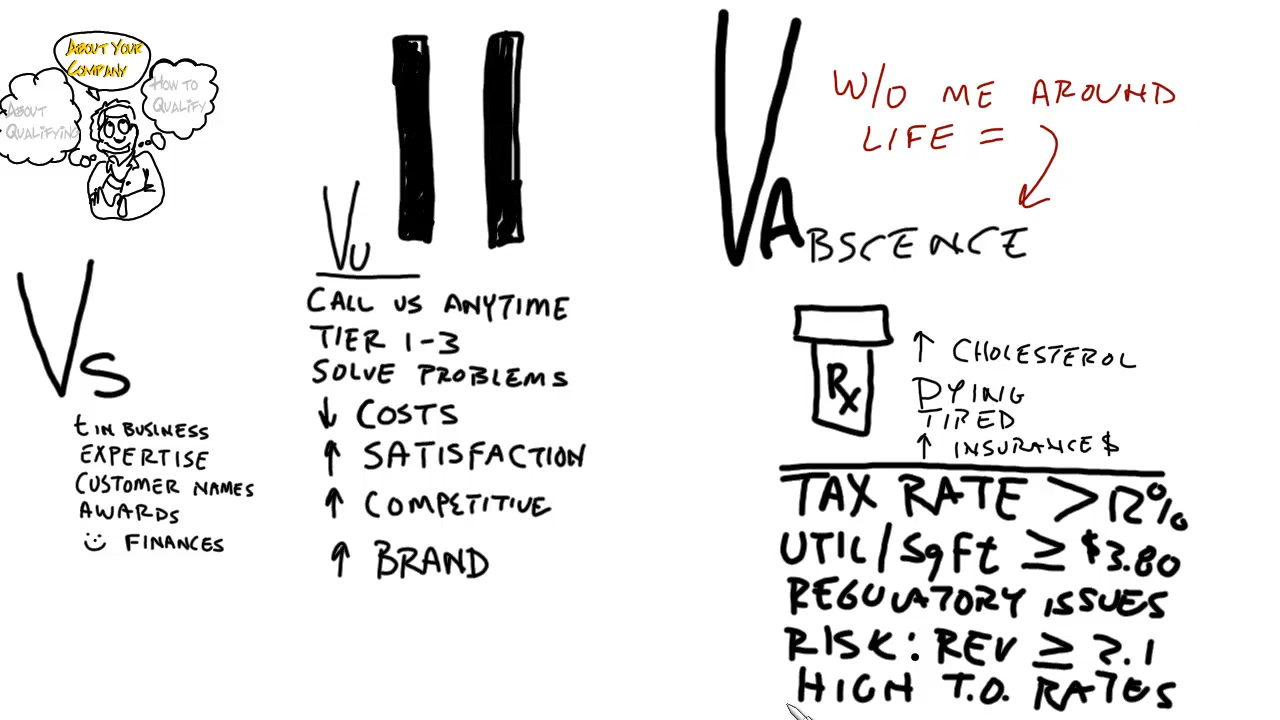 ABOUT YOUR
COMPANY
HOW TO
QUALIFY
ABOUT
QUALIFYING
VS
t IN BUSINESS
EXPERTISE
CUSTOMER NAMES
AWARDS
FINANCES
VU
CALL US ANYTIME
TIER 1-3
SOLVE PROBLEMS
↓ COSTS
↑ SATISFACTION
↑ COMPETITIVE
↑ BRAND
W/O ME AROUND
LIFE =
VABSCENCE
RX
↑ CHOLESTEROL
DYING
TIRED
↑ INSURANCE $
TAX RATE > 12%
UTIL/SqFt ≥ $3.80
REGULATORY ISSUES
RISK: REV ≥ 2.1
HIGH T.O. RATES